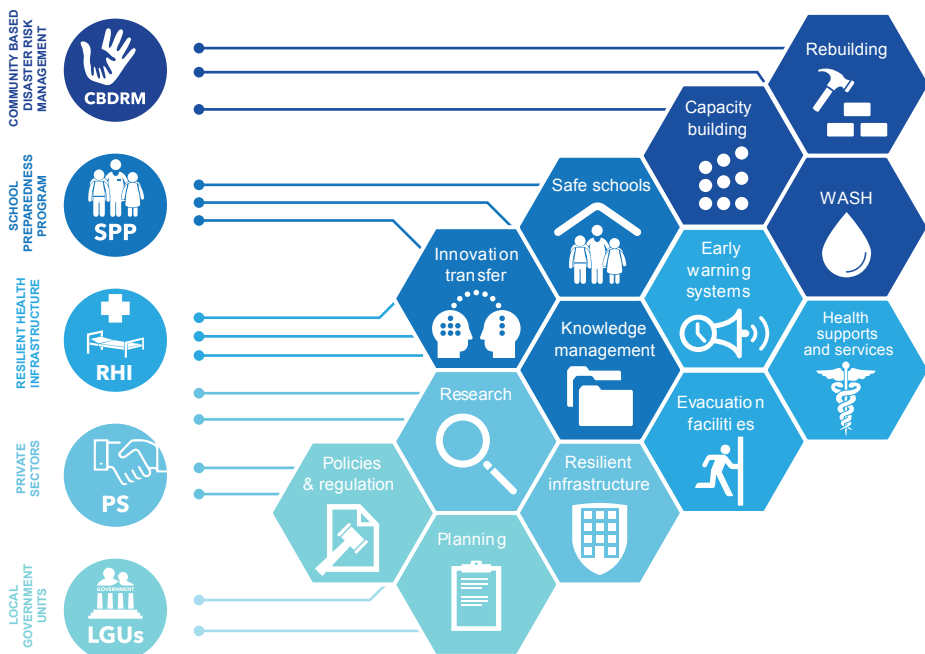 COMMUNITY BASED
DISASTER RISK
MANAGEMENT
CBDRM
SCHOOL
PREPAREDNESS
PROGRAM
SPP
RESILIENT HEALTH
INFRASTRUCTURE
RHI
PRIVATE
SECTORS
PS
LOCAL
GOVERNMENT
UNITS
GOVERNMENT
LGUs
Rebuilding
Capacity
building
Safe schools
WASH
Innovation
transfer
Early
warning
systems
Knowledge
management
Health
supports
and services
Research
Evacuation
facilities
Policies
& regulation
Resilient
infrastructure
Planning